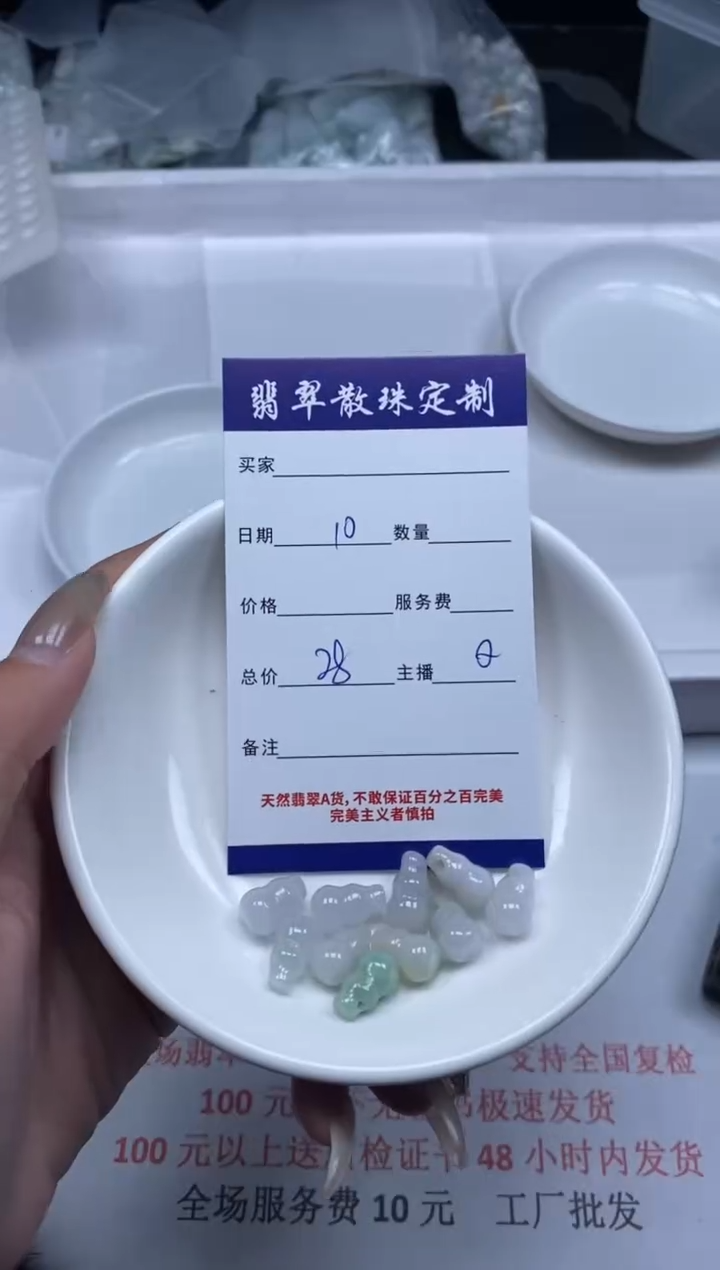 翡翠散珠定制
买家
日期 10 数量
价格 服务费
总价 28 主播
备注
天然翡翠A货,不敢保证百分之百完美
完美主义者慎拍
支持全国复检
100 元 极速发货
100 元以上送 检证书 48 小时内发货
全场服务费 10 元 工厂批发